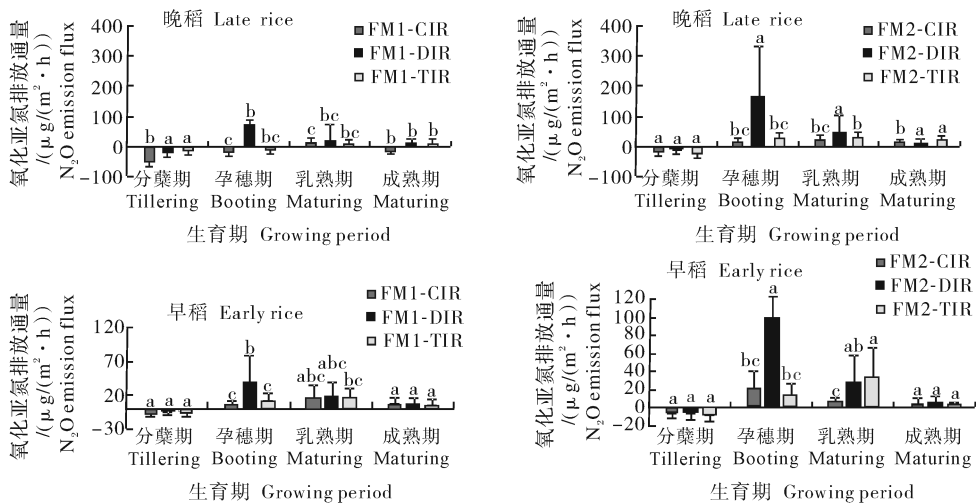 晚稻 Late rice
400
300
200
100
0
-100
氧化亚氮排放通量
/(μg/(m²·h))
N₂O emission flux
FM1-CIR
FM1-DIR
FM1-TIR
b a a c b bc c bc bc b b b
分蘖期 孕穗期 乳熟期 成熟期
Tillering Booting Maturing Maturing
生育期 Growing period
晚稻 Late rice
400
300
200
100
0
-100
氧化亚氮排放通量
/(μg/(m²·h))
N₂O emission flux
FM2-CIR
FM2-DIR
FM2-TIR
a a a bc a bc bc a b b a a
分蘖期 孕穗期 乳熟期 成熟期
Tillering Booting Maturing Maturing
生育期 Growing period
早稻 Early rice
120
70
20
-30
氧化亚氮排放通量
/(μg/(m²·h))
N₂O emission flux
FM1-CIR
FM1-DIR
FM1-TIR
a a a c b c abc abc bc a a a
分蘖期 孕穗期 乳熟期 成熟期
Tillering Booting Maturing Maturing
生育期 Growing period
早稻 Early rice
120
100
80
60
40
20
0
-20
氧化亚氮排放通量
/(μg/(m²·h))
N₂O emission flux
FM2-CIR
FM2-DIR
FM2-TIR
a a a bc a bc c ab a a a a
分蘖期 孕穗期 乳熟期 成熟期
Tillering Booting Maturing Maturing
生育期 Growing period